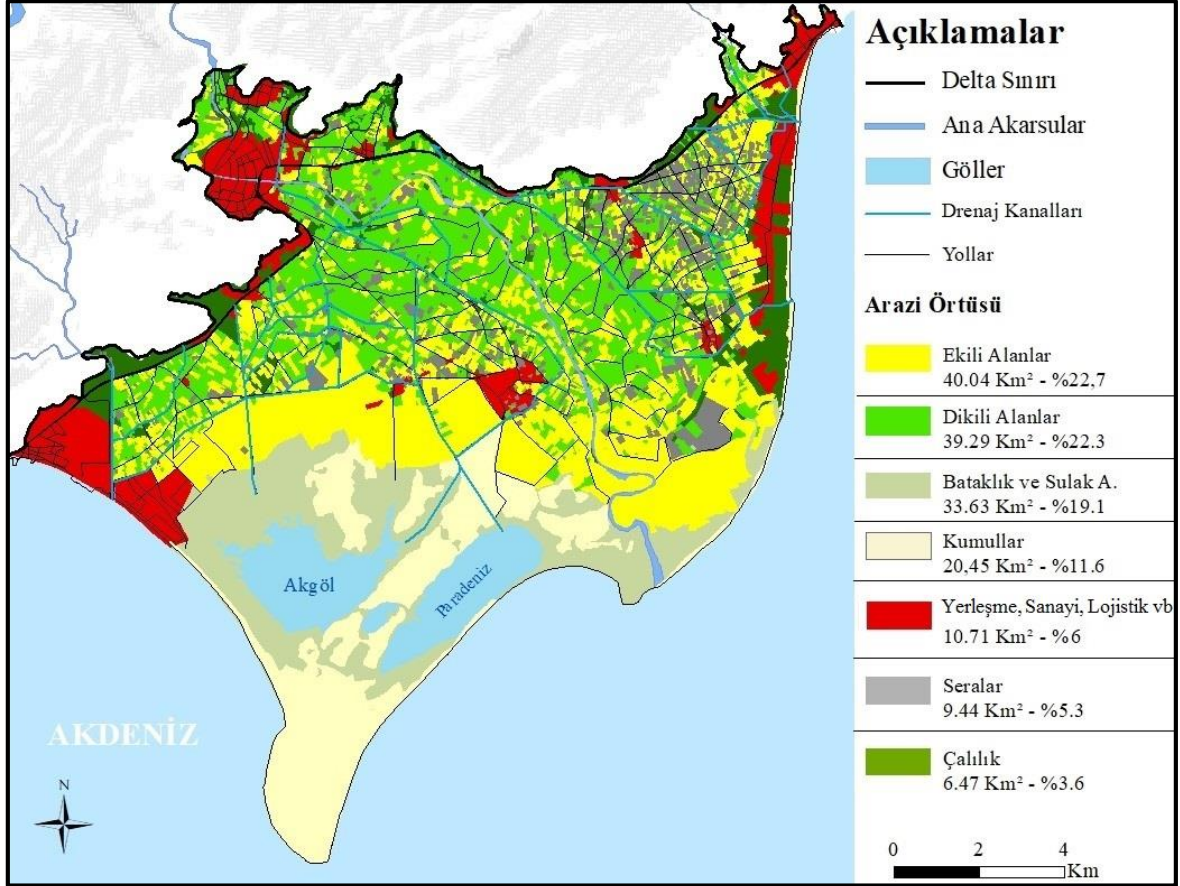 Açıklamalar
Delta Sınırı
Ana Akarsular
Göller
Drenaj Kanalları
Yollar
Arazi Örtüsü
Ekili Alanlar
40.04 Km² - %22,7
Dikili Alanlar
39.29 Km² - %22.3
Bataklık ve Sulak A.
33.63 Km² - %19.1
Kumullar
20,45 Km² - %11.6
Yerleşme, Sanayi, Lojistik vb
10.71 Km² - %6
Seralar
9.44 Km² - %5.3
Çalılık
6.47 Km² - %3.6
0 2 4
Km
Akgöl
Paradeniz
AKDENİZ
N